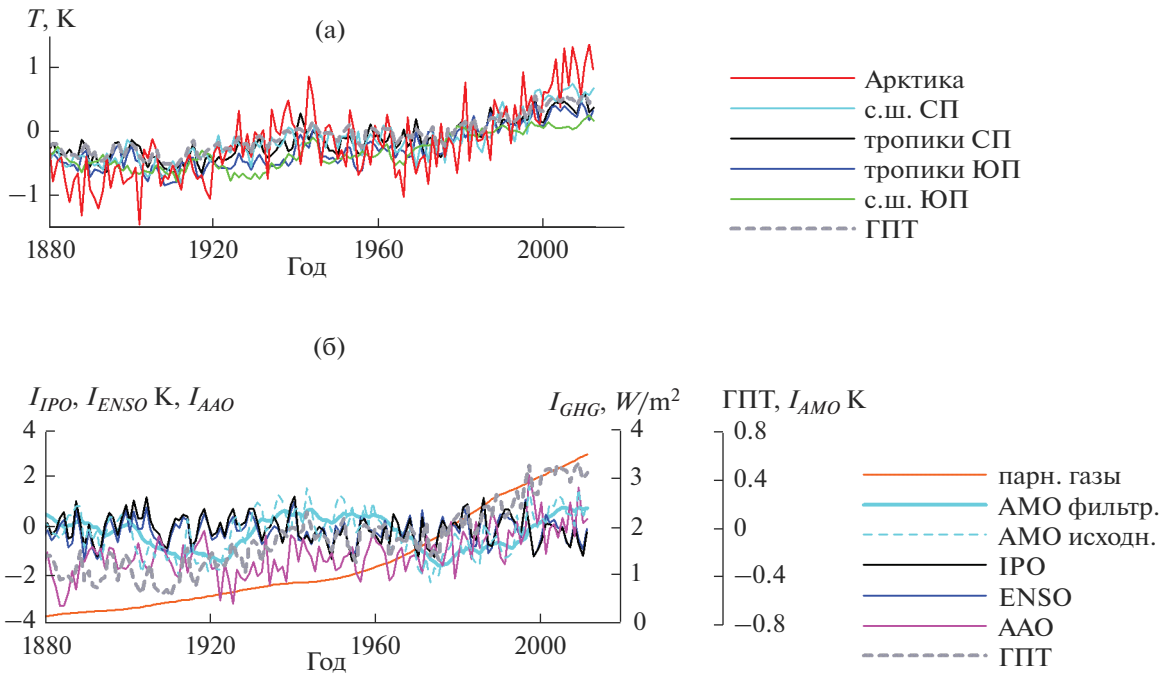 T, K
(а)
1
0
−1
1880
1920
1960
2000
Год
Арктика
с.ш. СП
тропики СП
тропики ЮП
с.ш. ЮП
ГПТ
(б)
I_IPO, I_ENSO K, I_AAO
I_GHG, W/m²
ГПТ, I_AMO K
4
2
0
−2
−4
4
3
2
1
0
0.8
0.4
0
−0.4
−0.8
1880
1920
1960
2000
Год
парн. газы
АМО фильтр.
АМО исходн.
IPO
ENSO
AAO
ГПТ